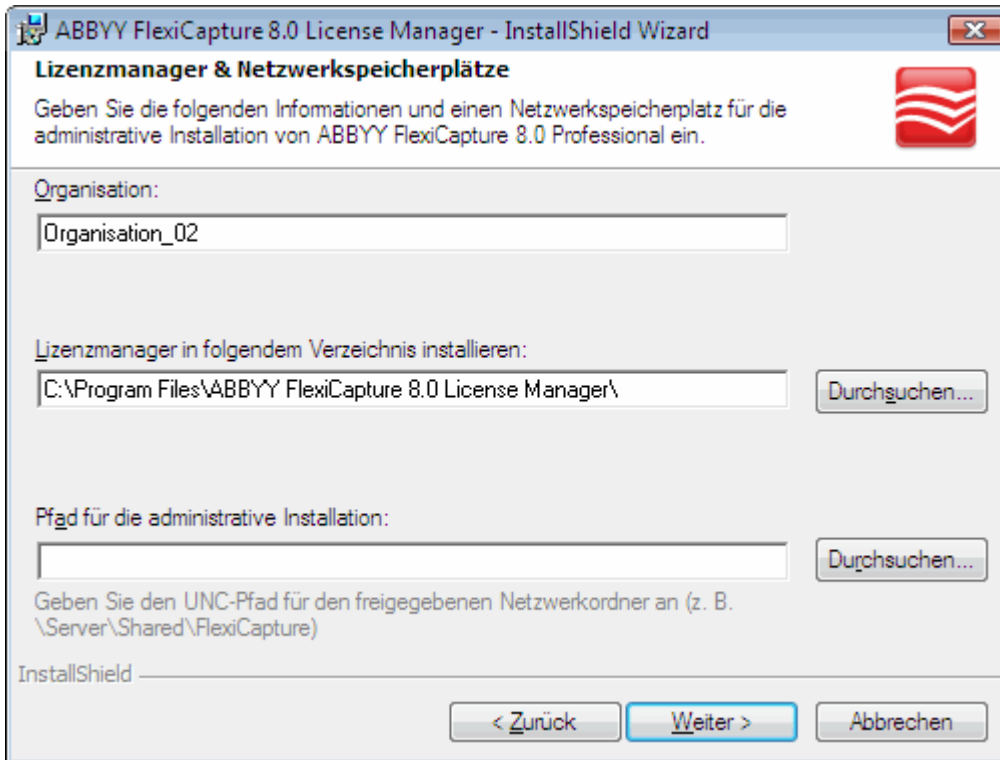 ABBYY FlexiCapture 8.0 License Manager - InstallShield Wizard
Lizenzmanager & Netzwerkspeicherplätze
Geben Sie die folgenden Informationen und einen Netzwerkspeicherplatz für die
administrative Installation von ABBYY FlexiCapture 8.0 Professional ein.
Organisation:
Organisation_02
Lizenzmanager in folgendem Verzeichnis installieren:
C:\Program Files\ABBYY FlexiCapture 8.0 License Manager\
Durchsuchen...
Pfad für die administrative Installation:
Durchsuchen...
Geben Sie den UNC-Pfad für den freigegebenen Netzwerkordner an (z. B.
\Server\Shared\FlexiCapture)
InstallShield
< Zurück
Weiter >
Abbrechen